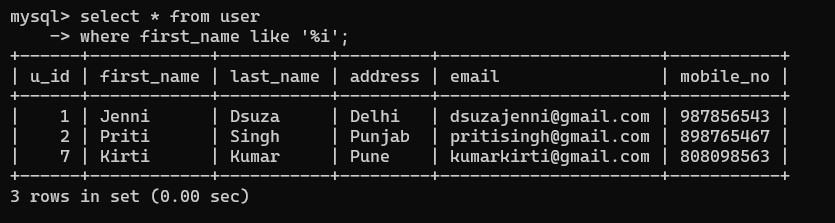 mysql> select * from user
    -> where first_name like '%i';
+------+------------+-----------+---------+----------------------+-----------+
| u_id | first_name | last_name | address | email                | mobile_no |
+------+------------+-----------+---------+----------------------+-----------+
|    1 | Jenni      | Dsuza     | Delhi   | dsuzajenni@gmail.com | 987856543 |
|    2 | Priti      | Singh     | Punjab  | pritisingh@gmail.com | 898765467 |
|    7 | Kirti      | Kumar     | Pune    | kumarkirti@gmail.com | 808098563 |
+------+------------+-----------+---------+----------------------+-----------+
3 rows in set (0.00 sec)